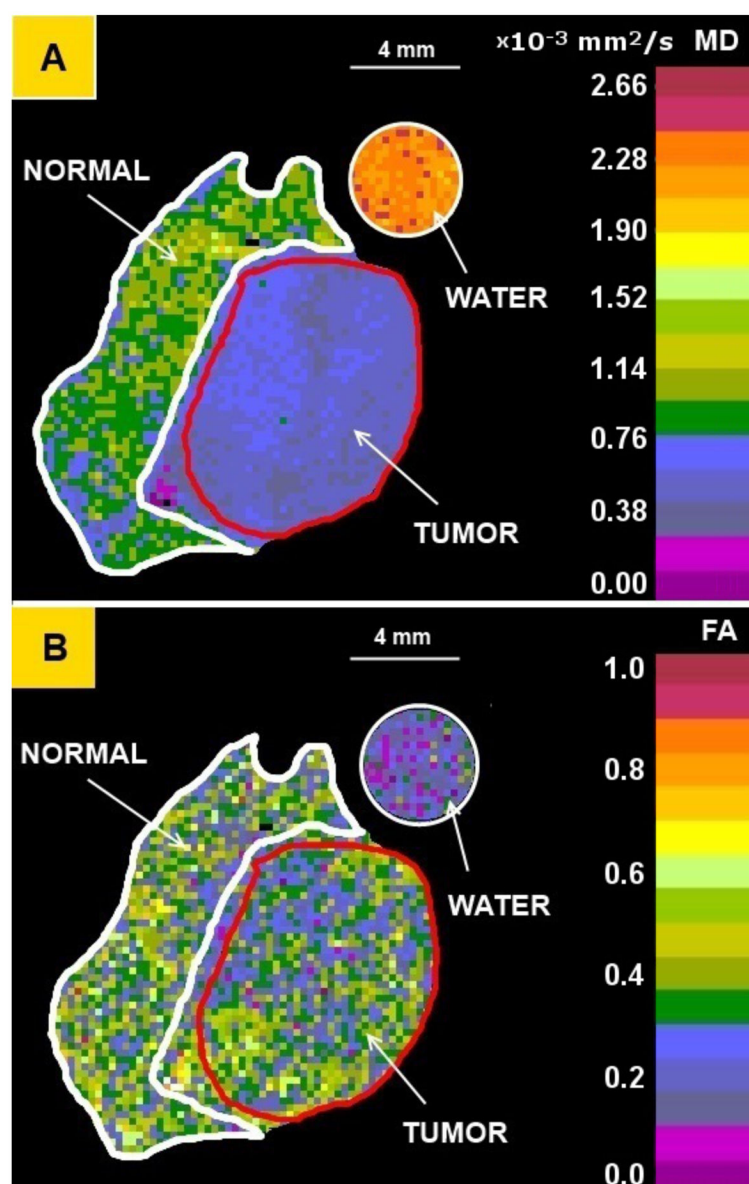 A
4 mm
×10⁻³ mm²/s MD
2.66
NORMAL
2.28
1.90
WATER
1.52
1.14
0.76
TUMOR
0.38
0.00
B
4 mm
FA
1.0
NORMAL
0.8
WATER
0.6
0.4
0.2
TUMOR
0.0